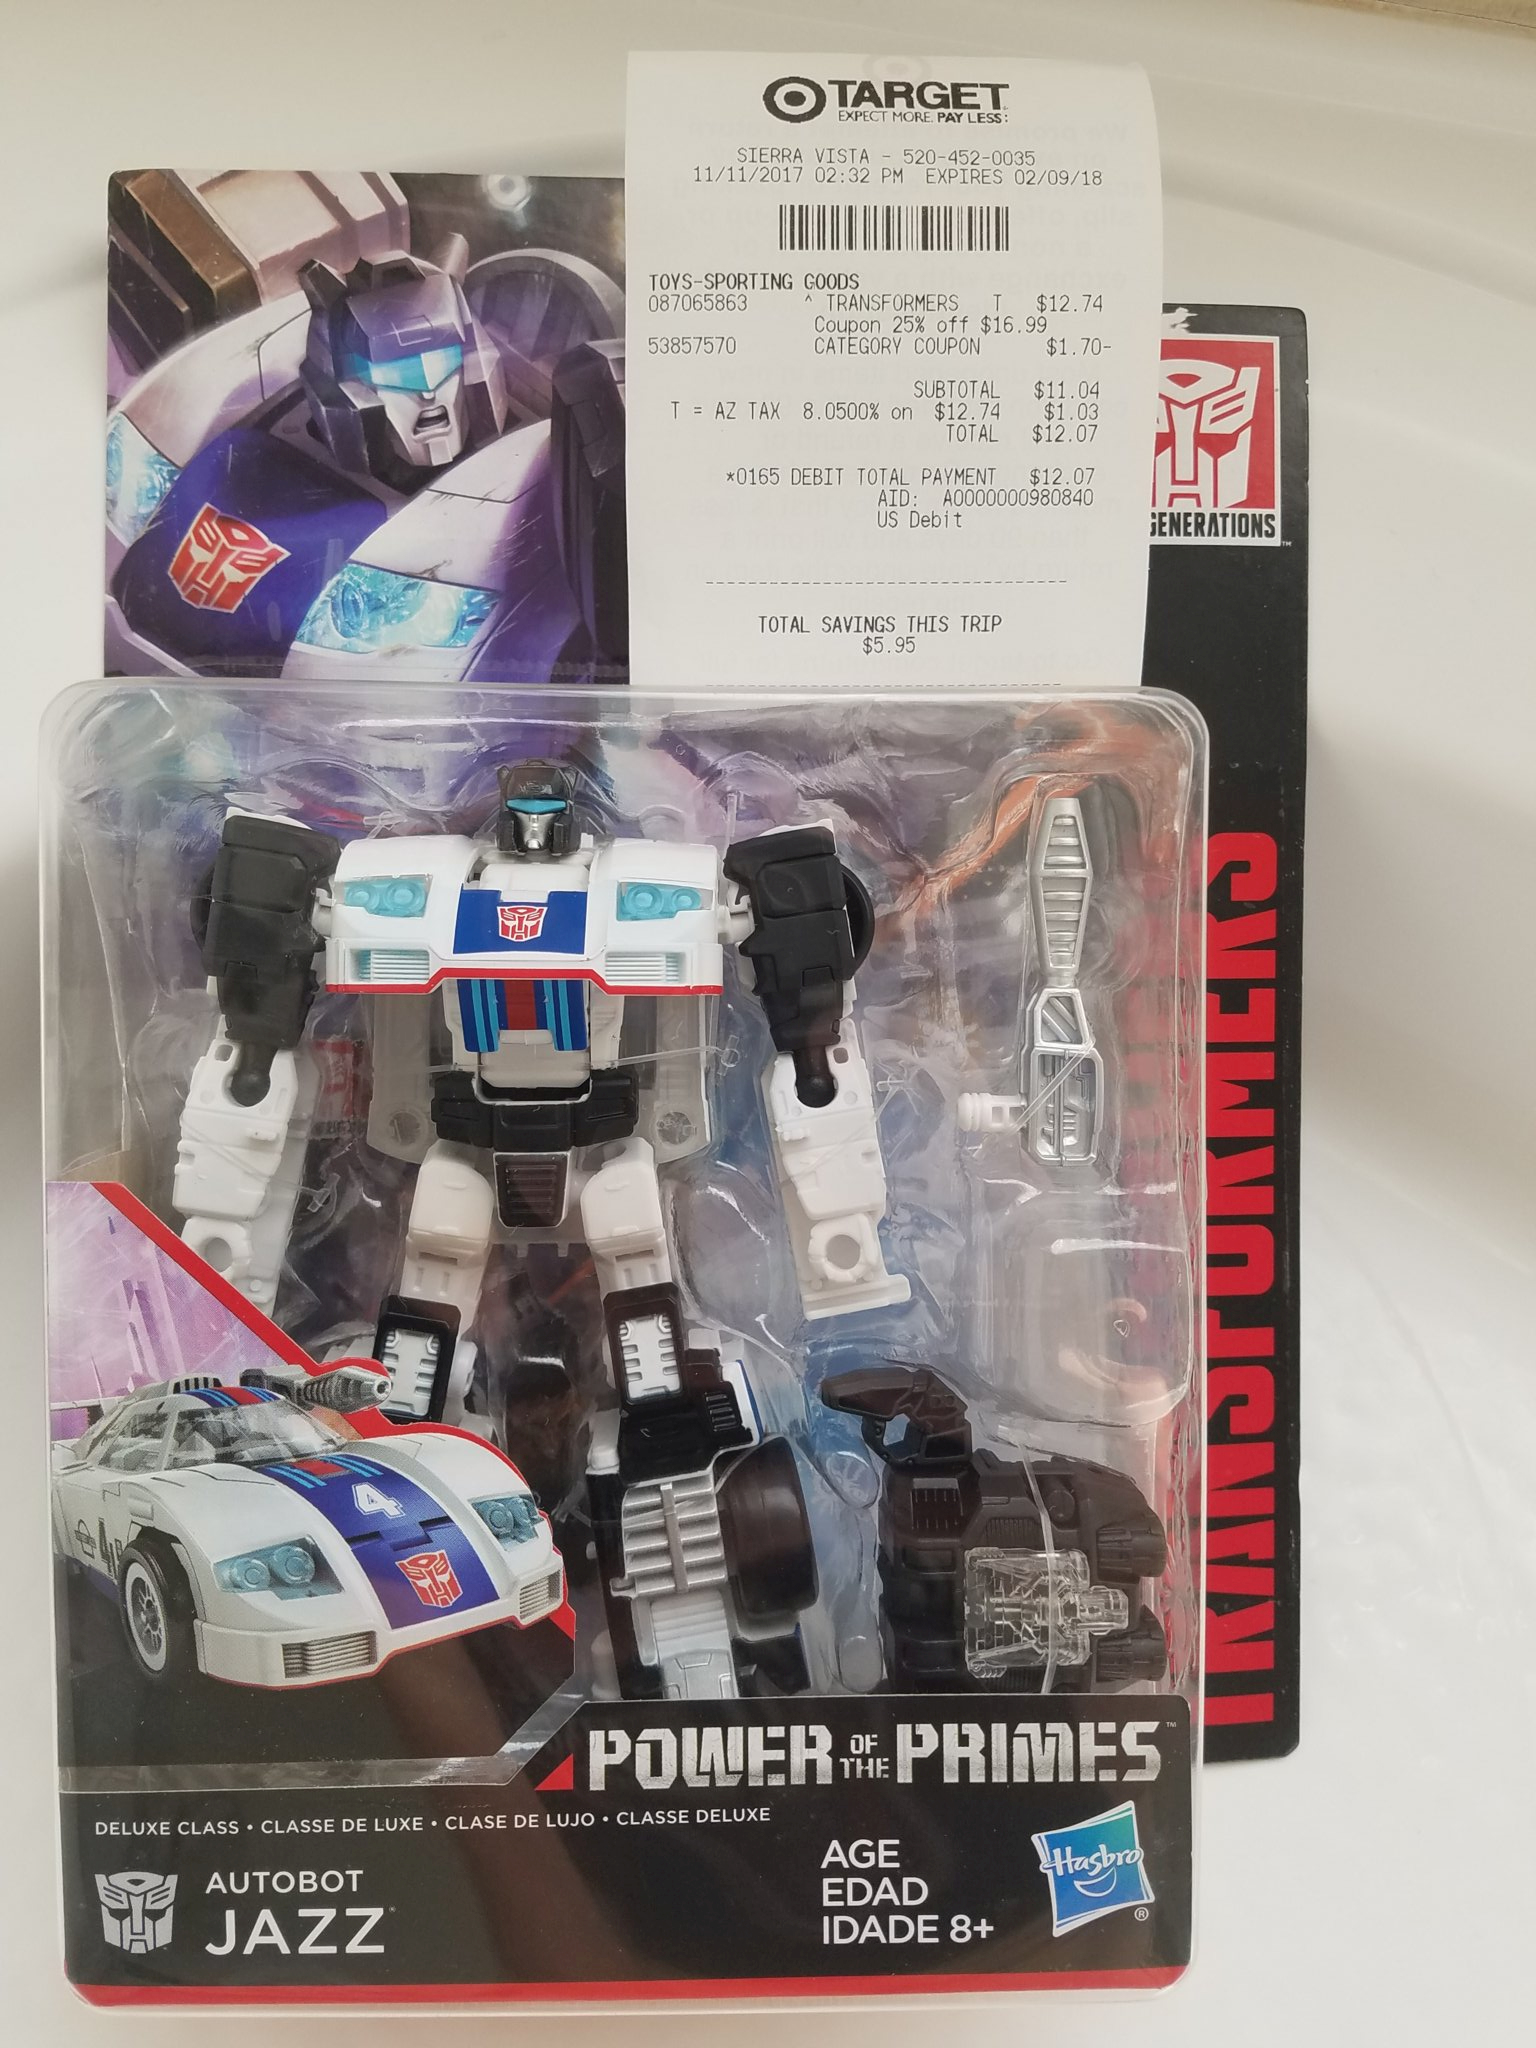 TARGET
EXPECT MORE. PAY LESS.
SIERRA VISTA - 520-452-0035
11/11/2017 02:32 PM EXPIRES 02/09/18
TOYS-SPORTING GOODS
087065863 ^ TRANSFORMERS T $12.74
Coupon 25% off $16.99
53857570 CATEGORY COUPON $1.70-
SUBTOTAL $11.04
T = AZ TAX 8.0500% on $12.74 $1.03
TOTAL $12.07
*0165 DEBIT TOTAL PAYMENT $12.07
AID: A0000000980840
US Debit
TOTAL SAVINGS THIS TRIP
$5.95
GENERATIONS™
TRANSFORMERS
4
POWER OF THE PRIMES™
DELUXE CLASS • CLASSE DE LUXE • CLASE DE LUJO • CLASSE DELUXE
AUTOBOT
JAZZ®
AGE
EDAD
IDADE 8+
Hasbro®